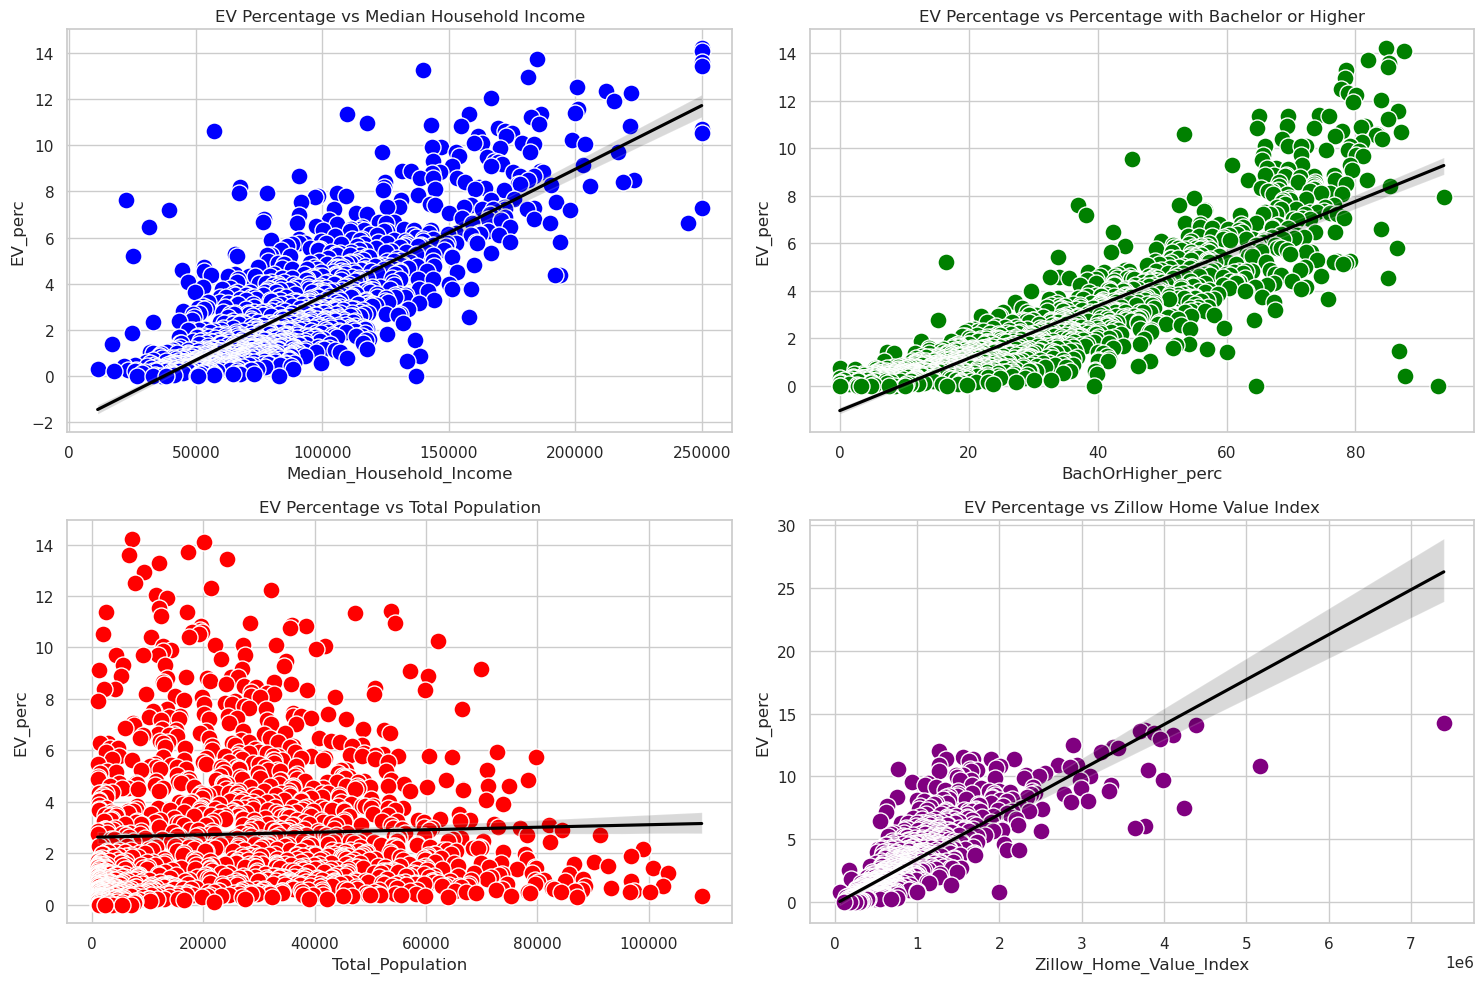 EV Percentage vs Median Household Income
14
12
10
8
6
4
2
0
−2
EV_perc
0 50000 100000 150000 200000 250000
Median_Household_Income
EV Percentage vs Percentage with Bachelor or Higher
14
12
10
8
6
4
2
0
EV_perc
0 20 40 60 80
BachOrHigher_perc
EV Percentage vs Total Population
14
12
10
8
6
4
2
0
EV_perc
0 20000 40000 60000 80000 100000
Total_Population
EV Percentage vs Zillow Home Value Index
30
25
20
15
10
5
0
EV_perc
0 1 2 3 4 5 6 7
1e6
Zillow_Home_Value_Index